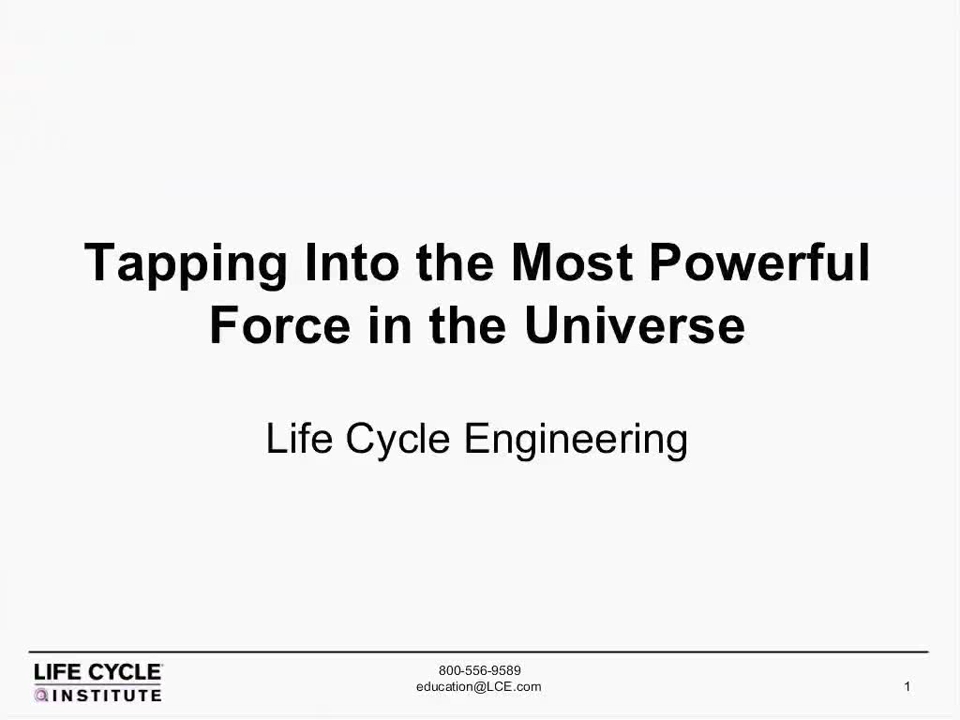 Tapping Into the Most Powerful
Force in the Universe
Life Cycle Engineering
LIFE CYCLE
INSTITUTE
800-556-9589
education@LCE.com
1